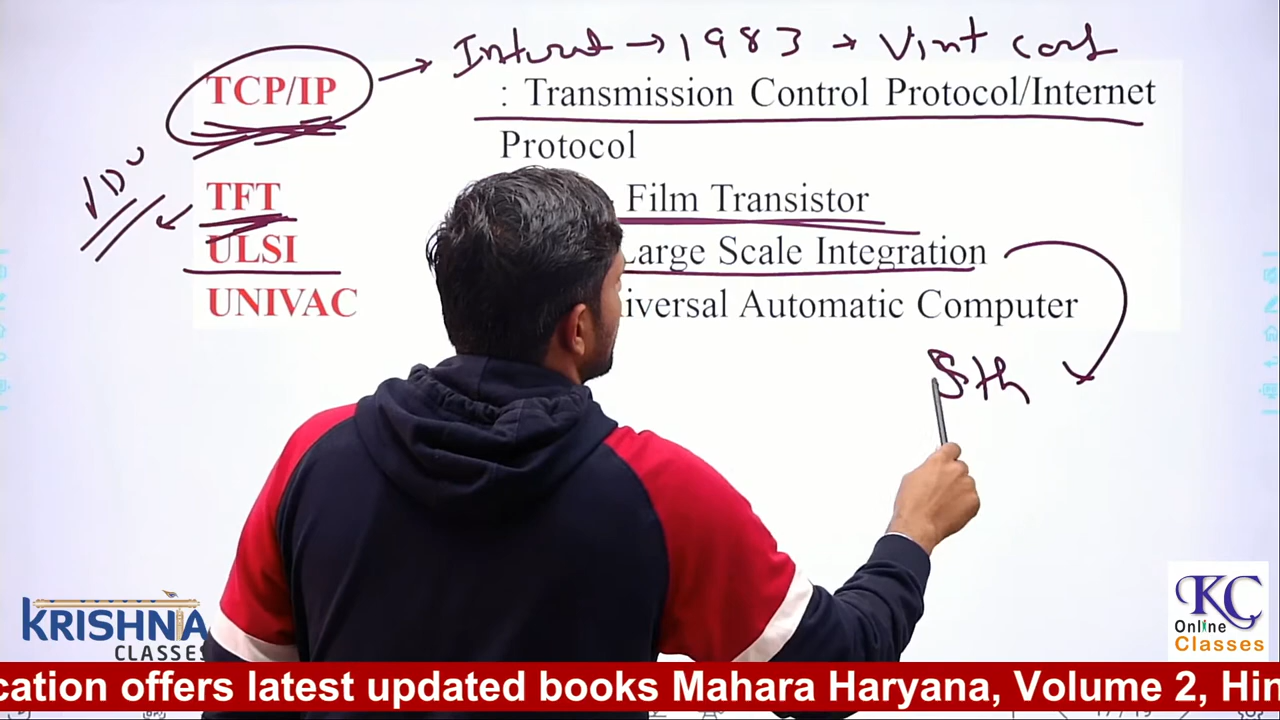 Internet → 1983 → Vint Cerf
TCP/IP : Transmission Control Protocol/Internet
Protocol
TFT Film Transistor
ULSI Large Scale Integration
UNIVAC iversal Automatic Computer
5th
KRISHNA
CLASSES
KC
Online
Classes
cation offers latest updated books Mahara Haryana, Volume 2, Hin